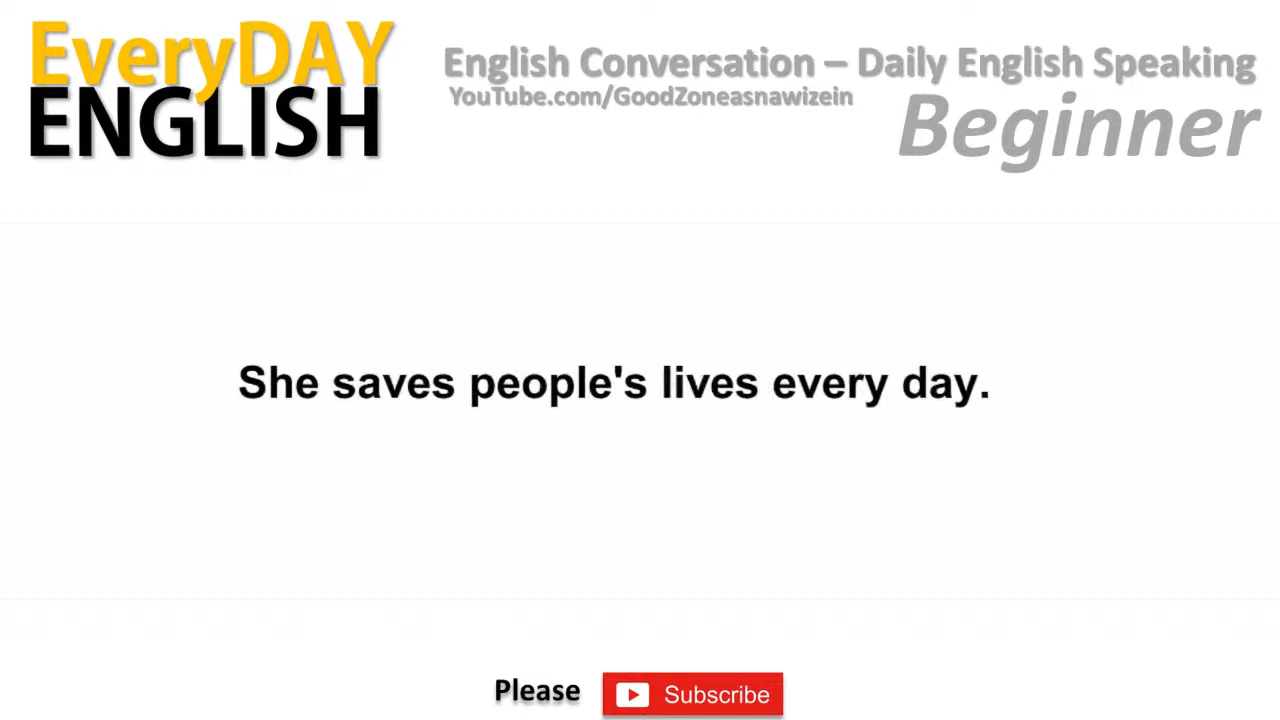 EveryDAY
ENGLISH
English Conversation – Daily English Speaking
YouTube.com/GoodZoneasnawizein
Beginner
She saves people's lives every day.
Please
Subscribe